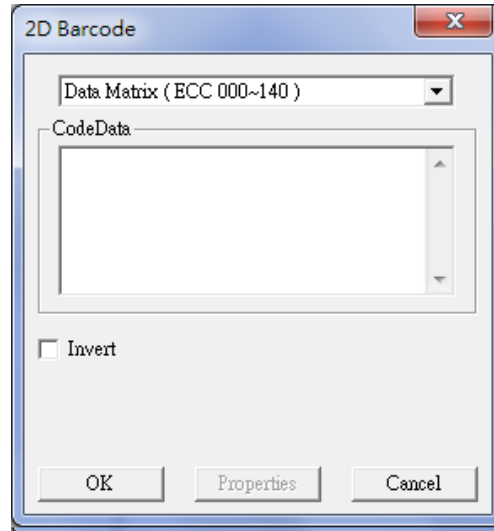 2D Barcode
Data Matrix ( ECC 000~140 )
CodeData
Invert
OK Properties Cancel